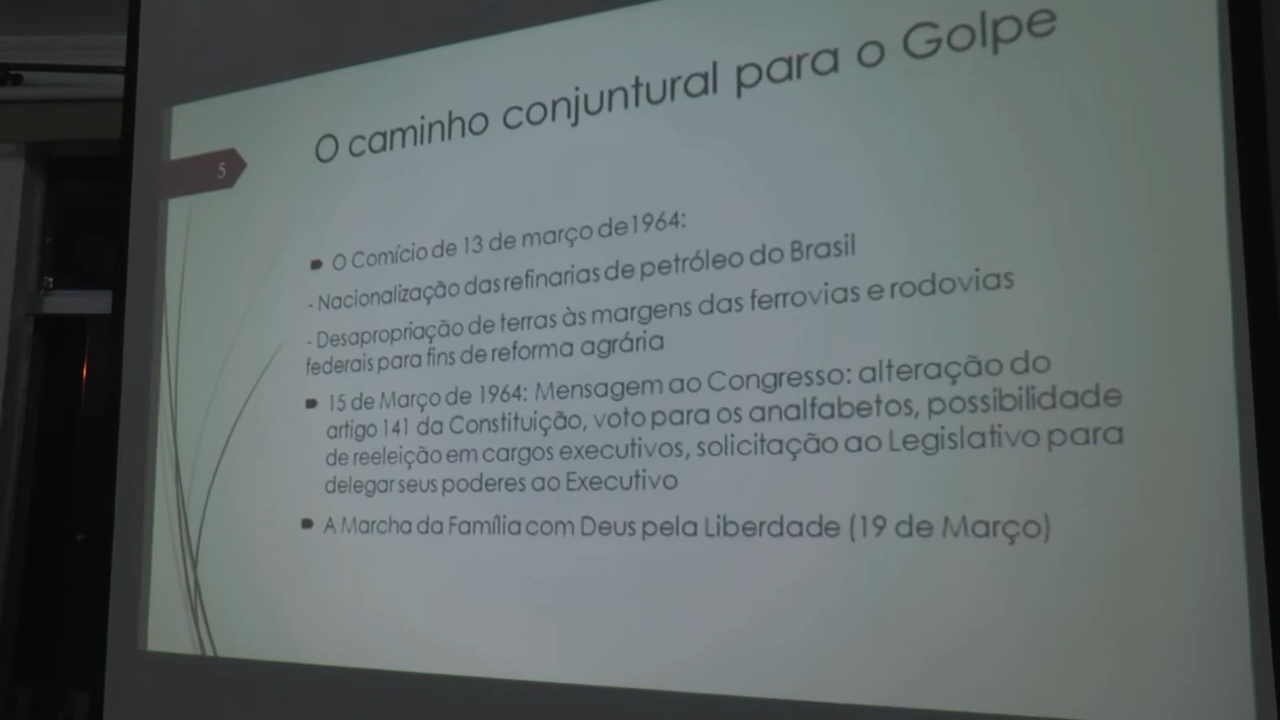 O caminho conjuntural para o Golpe
5
O Comício de 13 de março de1964:
- Nacionalização das refinarias de petróleo do Brasil
- Desapropriação de terras às margens das ferrovias e rodovias
federais para fins de reforma agrária
15 de Março de 1964: Mensagem ao Congresso: alteração do
artigo 141 da Constituição, voto para os analfabetos, possibilidade
de reeleição em cargos executivos, solicitação ao Legislativo para
delegar seus poderes ao Executivo
A Marcha da Família com Deus pela Liberdade (19 de Março)